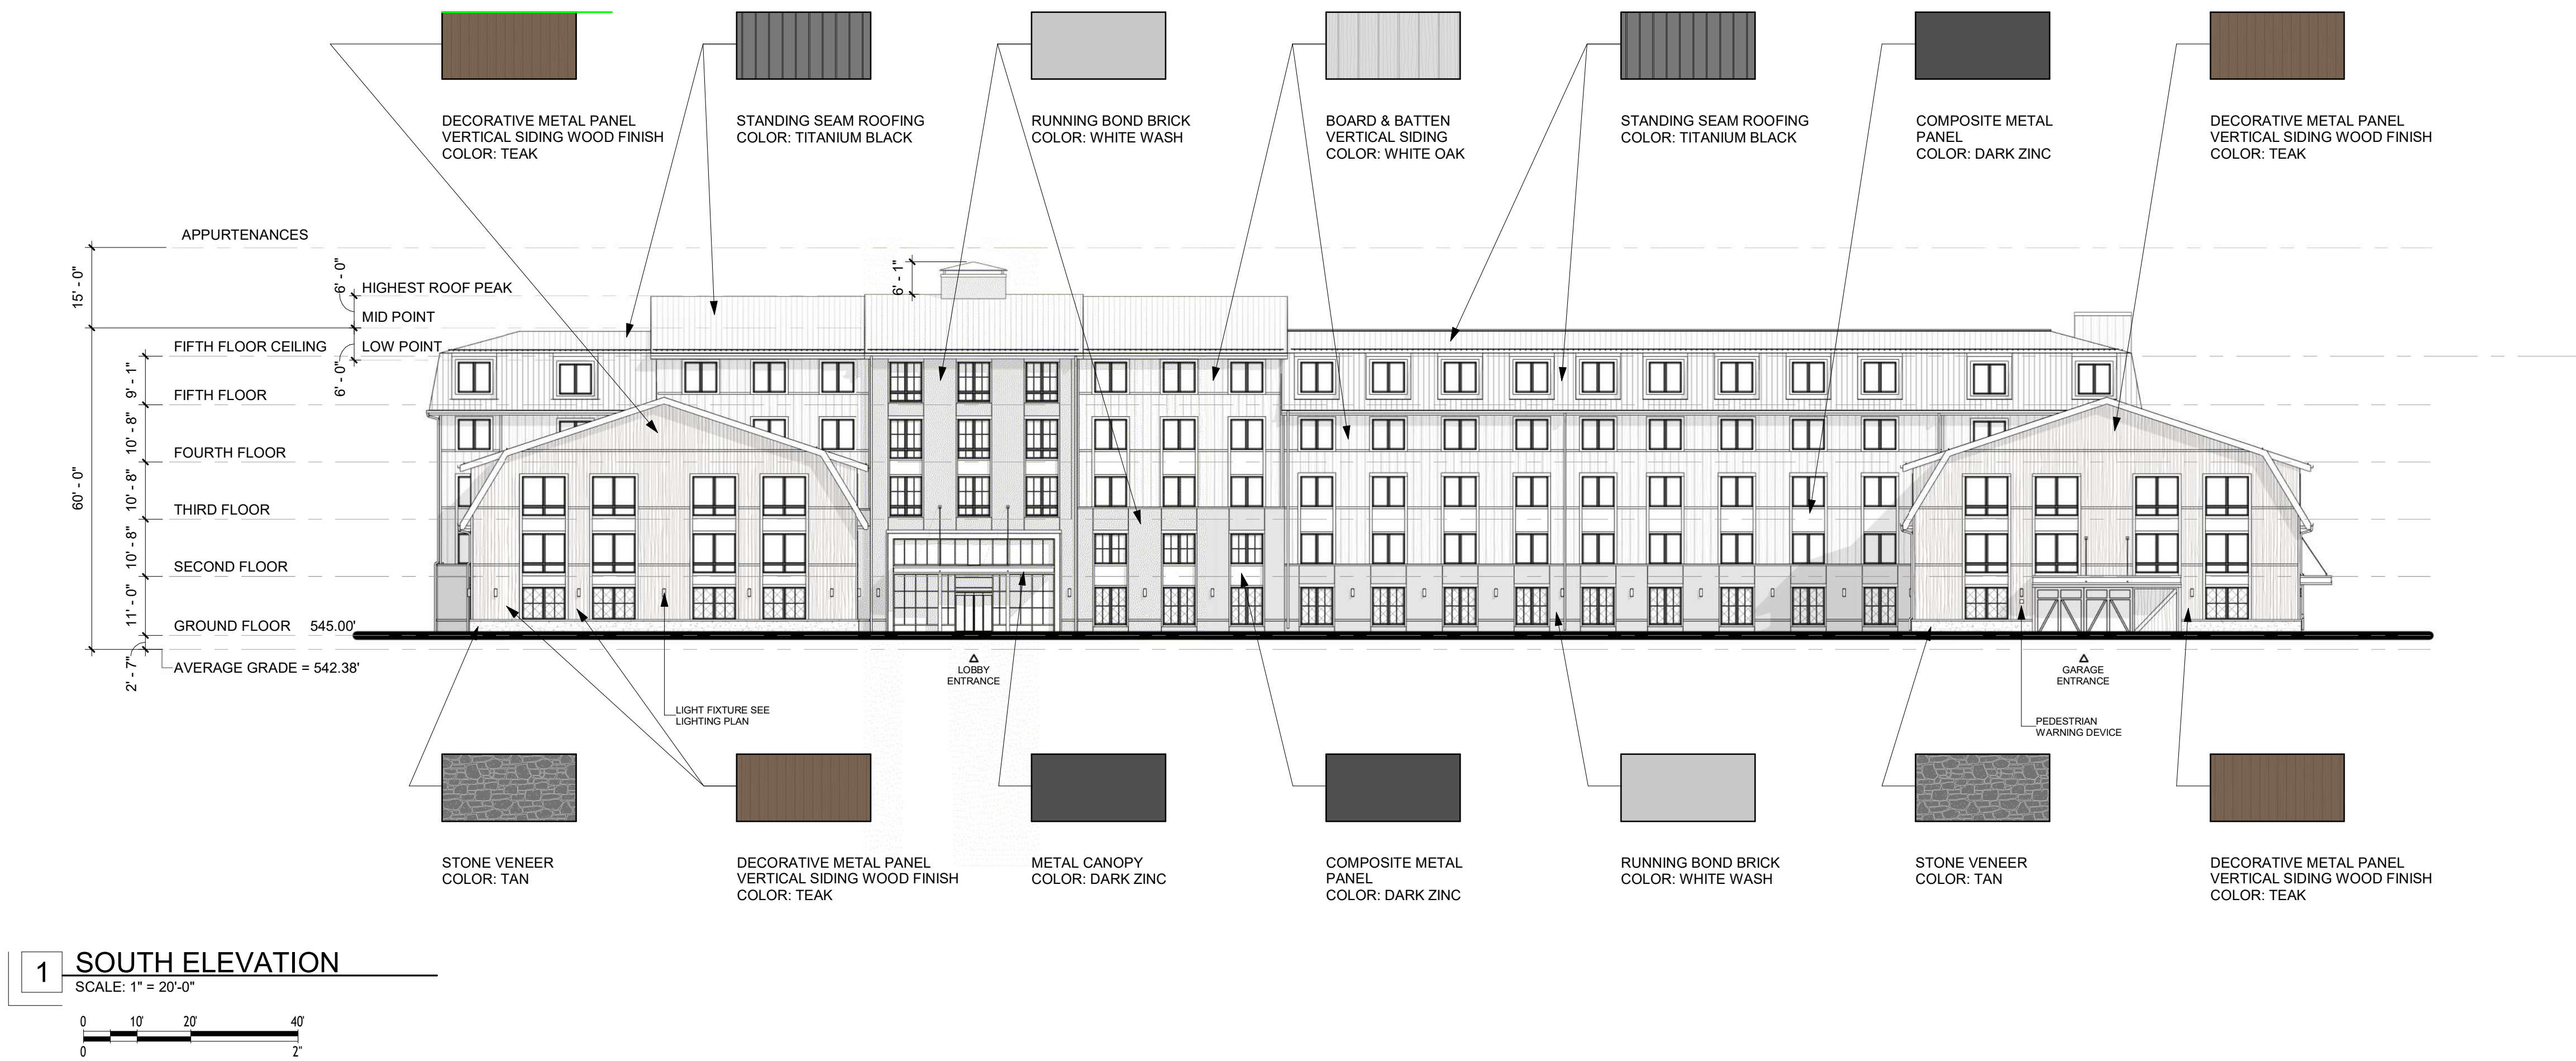 DECORATIVE METAL PANEL
VERTICAL SIDING WOOD FINISH
COLOR: TEAK
STANDING SEAM ROOFING
COLOR: TITANIUM BLACK
RUNNING BOND BRICK
COLOR: WHITE WASH
BOARD & BATTEN
VERTICAL SIDING
COLOR: WHITE OAK
STANDING SEAM ROOFING
COLOR: TITANIUM BLACK
COMPOSITE METAL
PANEL
COLOR: DARK ZINC
DECORATIVE METAL PANEL
VERTICAL SIDING WOOD FINISH
COLOR: TEAK
APPURTENANCES
15' - 0"
6' - 0"
HIGHEST ROOF PEAK
6' - 1"
MID POINT
FIFTH FLOOR CEILING
LOW POINT
6' - 0"
9' - 1"
FIFTH FLOOR
10' - 8"
FOURTH FLOOR
60' - 0"
10' - 8"
THIRD FLOOR
10' - 8"
SECOND FLOOR
11' - 0"
GROUND FLOOR 545.00'
2' - 7"
AVERAGE GRADE = 542.38'
LOBBY
ENTRANCE
GARAGE
ENTRANCE
LIGHT FIXTURE SEE
LIGHTING PLAN
PEDESTRIAN
WARNING DEVICE
STONE VENEER
COLOR: TAN
DECORATIVE METAL PANEL
VERTICAL SIDING WOOD FINISH
COLOR: TEAK
METAL CANOPY
COLOR: DARK ZINC
COMPOSITE METAL
PANEL
COLOR: DARK ZINC
RUNNING BOND BRICK
COLOR: WHITE WASH
STONE VENEER
COLOR: TAN
DECORATIVE METAL PANEL
VERTICAL SIDING WOOD FINISH
COLOR: TEAK
1 SOUTH ELEVATION
SCALE: 1" = 20'-0"
0 10' 20' 40'
0 2"